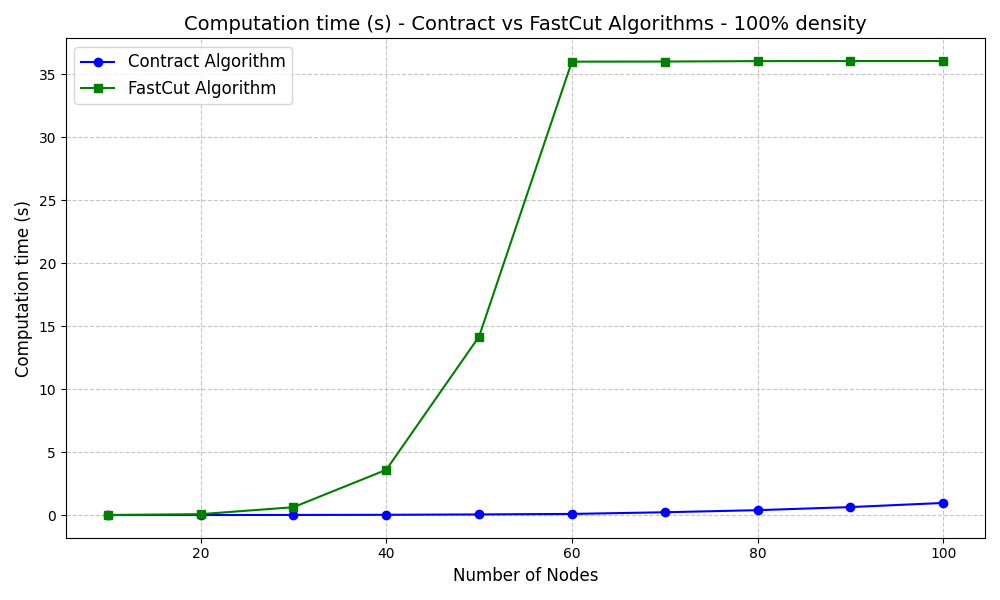 Computation time (s) - Contract vs FastCut Algorithms - 100% density
Contract Algorithm
FastCut Algorithm
Computation time (s)
35
30
25
20
15
10
5
0
20
40
60
80
100
Number of Nodes